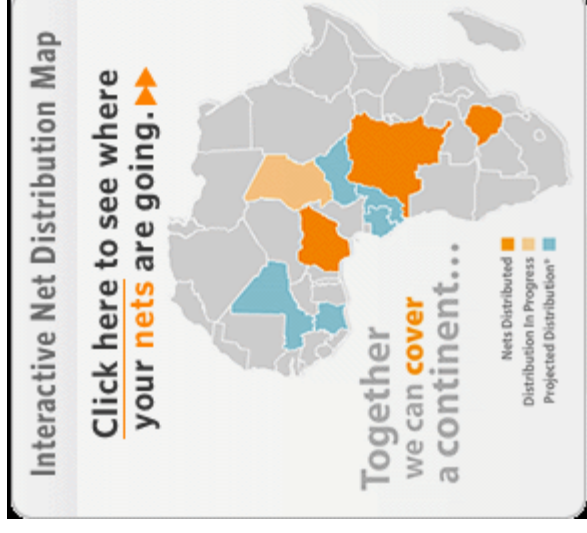 Interactive Net Distribution Map
Click here to see where
your nets are going.
Together
we can cover
a continent...
Nets Distributed
Distribution In Progress
Projected Distribution*